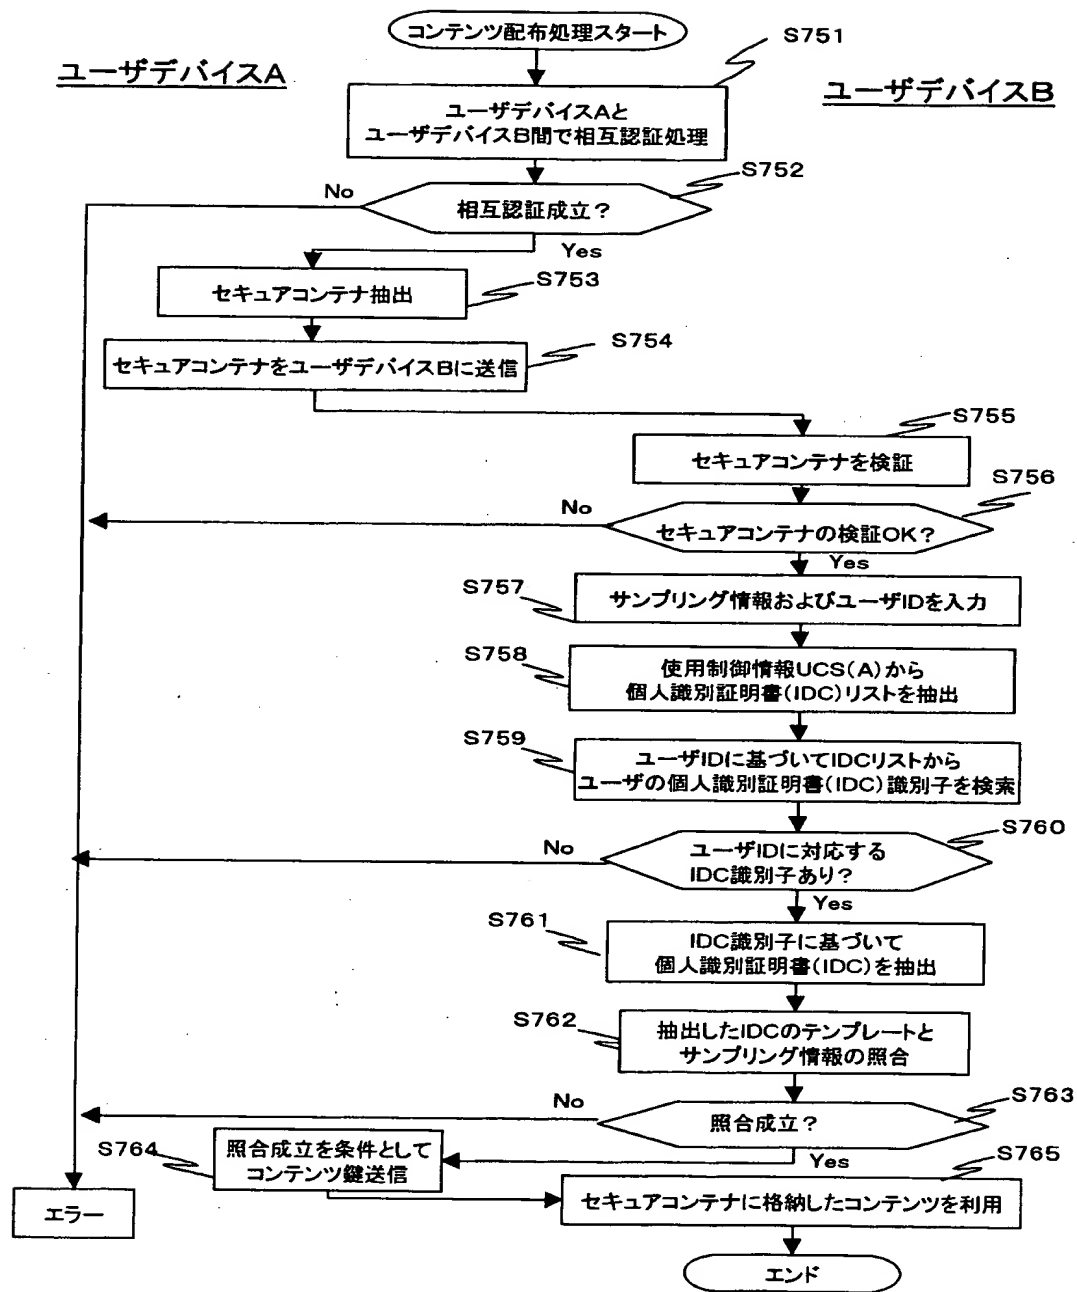 コンテンツ配布処理スタート
S751
ユーザデバイスA
ユーザデバイスB
ユーザデバイスAと
ユーザデバイスB間で相互認証処理
S752
No
相互認証成立?
Yes
S753
セキュアコンテナ抽出
S754
セキュアコンテナをユーザデバイスBに送信
S755
セキュアコンテナを検証
S756
No
セキュアコンテナの検証OK?
Yes
S757
サンプリング情報およびユーザIDを入力
S758
使用制御情報UCS(A)から
個人識別証明書(IDC)リストを抽出
S759
ユーザIDに基づいてIDCリストから
ユーザの個人識別証明書(IDC)識別子を検索
S760
No
ユーザIDに対応する
IDC識別子あり?
Yes
S761
IDC識別子に基づいて
個人識別証明書(IDC)を抽出
S762
抽出したIDCのテンプレートと
サンプリング情報の照合
S763
No
照合成立?
Yes
S764
照合成立を条件として
コンテンツ鍵送信
S765
セキュアコンテナに格納したコンテンツを利用
エラー
エンド